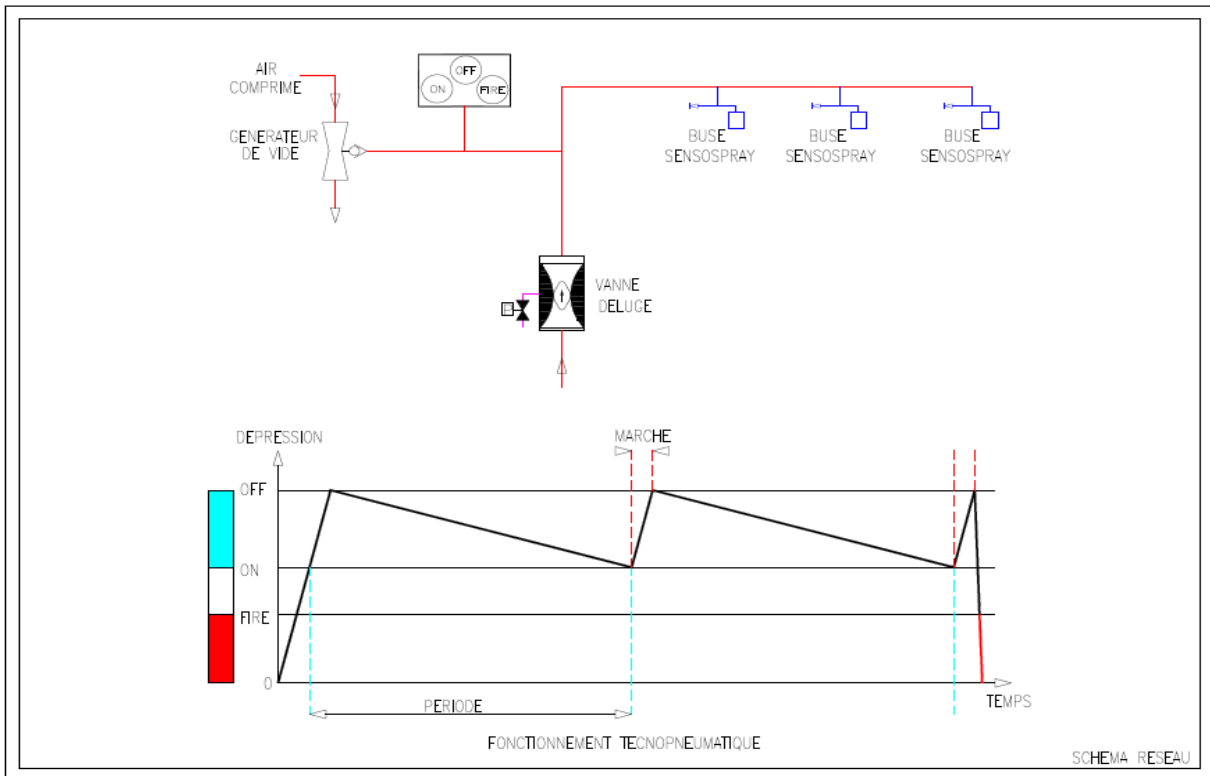 AIR
COMPRIME
ON
OFF
FIRE
GENERATEUR
DE VIDE
BUSE
SENSOSPRAY
BUSE
SENSOSPRAY
BUSE
SENSOSPRAY
VANNE
DELUGE
P
DEPRESSION
MARCHE
OFF
ON
FIRE
0
TEMPS
PERIODE
FONCTIONNEMENT TECNOPNEUMATIQUE
SCHEMA RESEAU